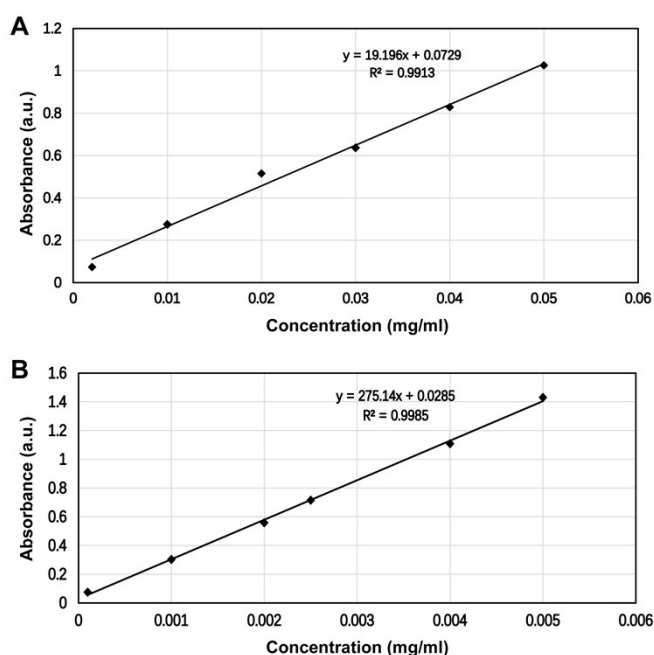 A
1.2
1
0.8
0.6
0.4
0.2
0
y = 19.196x + 0.0729
R² = 0.9913
Absorbance (a.u.)
0 0.01 0.02 0.03 0.04 0.05 0.06
Concentration (mg/ml)
B
1.6
1.4
1.2
1
0.8
0.6
0.4
0.2
0
y = 275.14x + 0.0285
R² = 0.9985
Absorbance (a.u.)
0 0.001 0.002 0.003 0.004 0.005 0.006
Concentration (mg/ml)